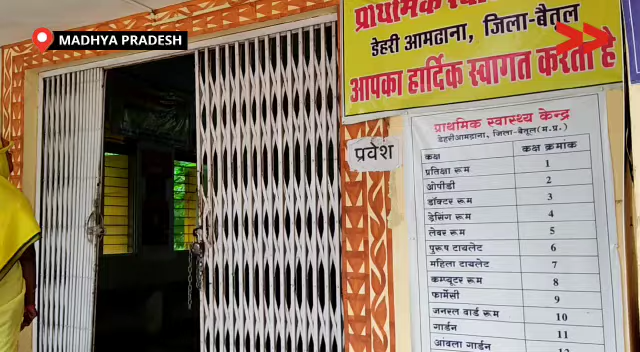 MADHYA PRADESH
प्राथमिक
डेहरी आमढाना, जिला-बैतूल
आपका हार्दिक स्वागत करता है
प्रवेश
प्राथमिक स्वास्थ्य केन्द्र
डेहरीआमढाना, जिला-बैतूल(म.प्र.)
कक्ष कक्ष क्रमांक
प्रतिक्षा रूम 1
ओपीडी 2
डॉक्टर रूम 3
ड्रेसिंग रूम 4
लेबर रूम 5
पुरूष टायलेट 6
महिला टायलेट 7
कम्प्यूटर रूम 8
फार्मेसी 9
जनरल वार्ड रूम 10
गार्डन 11
आंवला गार्डन